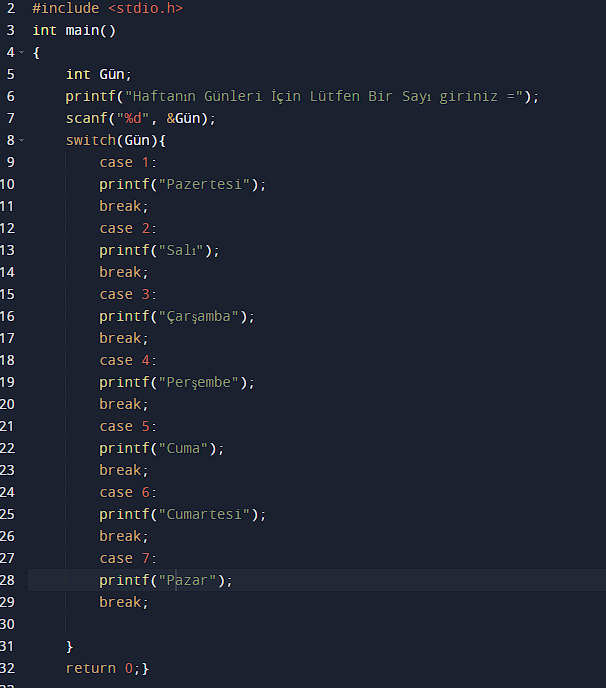 2 #include <stdio.h>
3 int main()
4 {
5 int Gün;
6 printf("Haftanın Günleri İçin Lütfen Bir Sayı giriniz =");
7 scanf("%d", &Gün);
8 switch(Gün){
9 case 1:
10 printf("Pazertesi");
11 break;
12 case 2:
13 printf("Salı");
14 break;
15 case 3:
16 printf("Çarşamba");
17 break;
18 case 4:
19 printf("Perşembe");
20 break;
21 case 5:
22 printf("Cuma");
23 break;
24 case 6:
25 printf("Cumartesi");
26 break;
27 case 7:
28 printf("Pazar");
29 break;
30
31 }
32 return 0;}